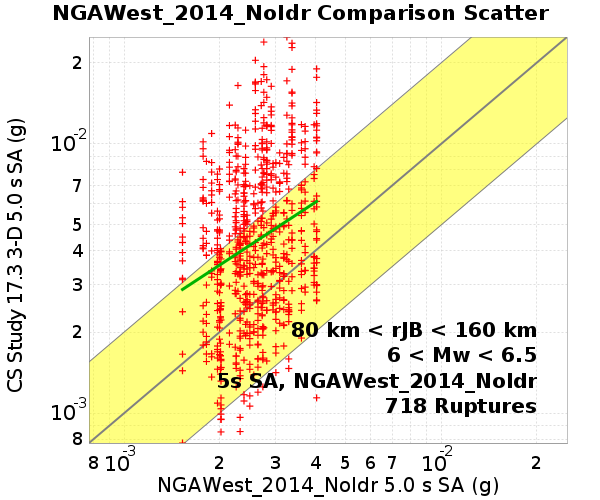 NGAWest_2014_NoIdr Comparison Scatter
CS Study 17.3 3-D 5.0 s SA (g)
2
10-2
7
5
4
3
2
10-3
8
80 km < rJB < 160 km
6 < Mw < 6.5
5s SA, NGAWest_2014_NoIdr
718 Ruptures
8 10-3 2 3 4 5 6 7 10-2 2
NGAWest_2014_NoIdr 5.0 s SA (g)